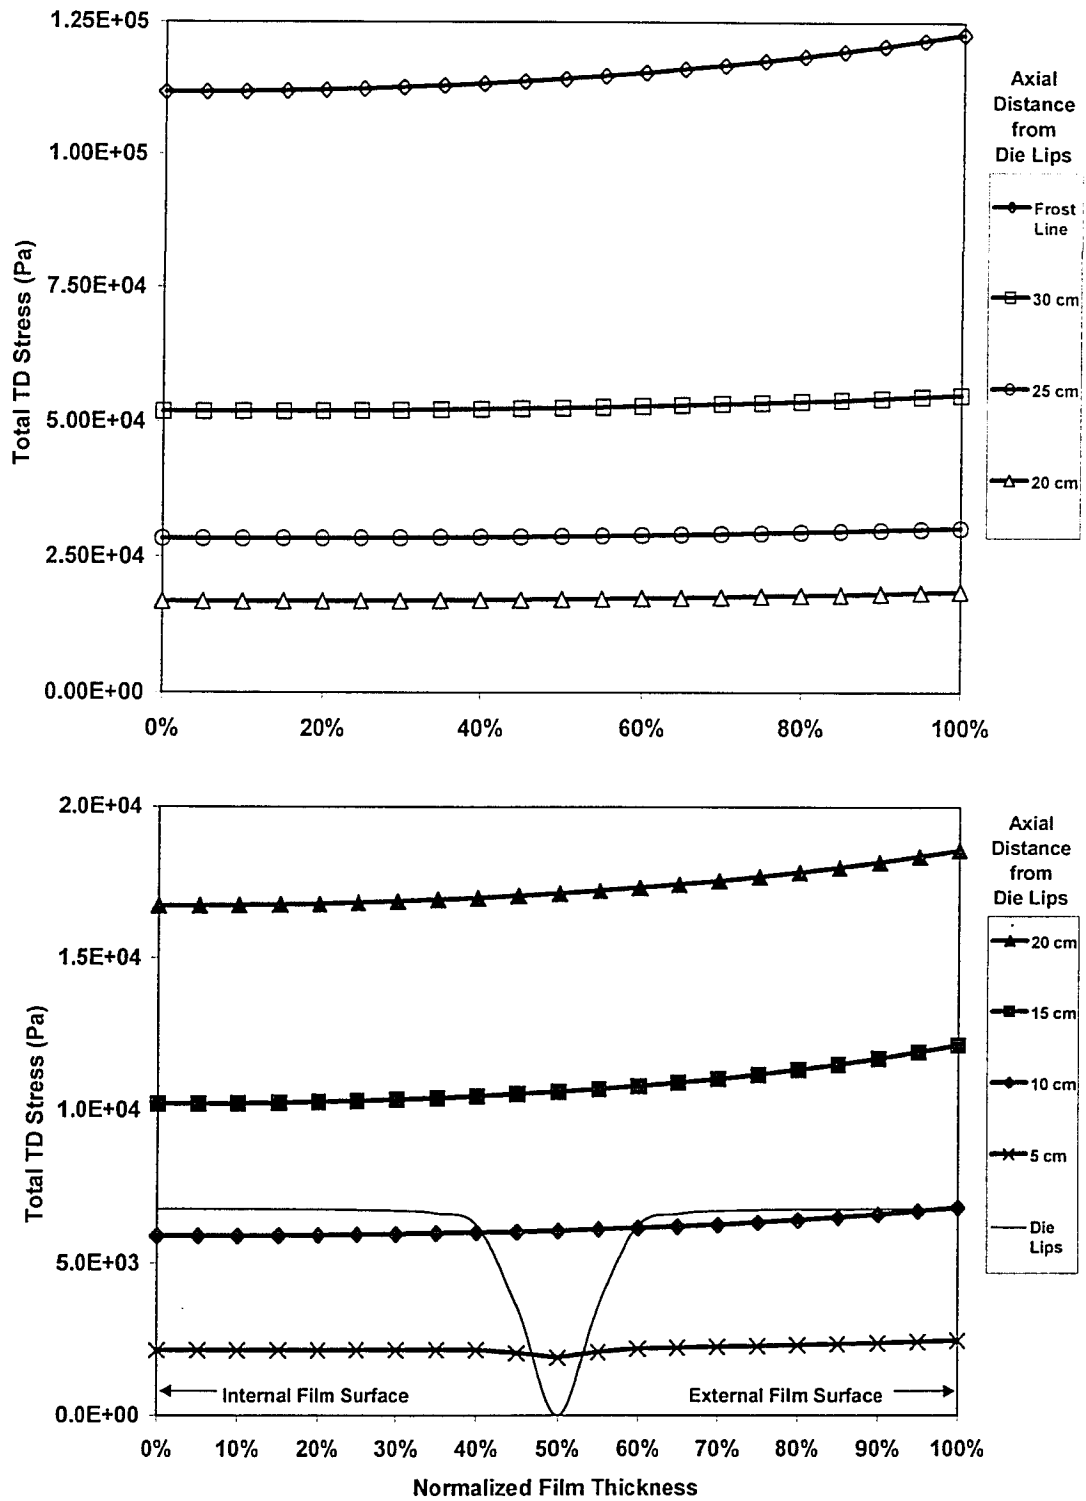 1.25E+05
1.00E+05
7.50E+04
5.00E+04
2.50E+04
0.00E+00
Total TD Stress (Pa)
0% 20% 40% 60% 80% 100%
Axial
Distance
from
Die Lips
Frost
Line
30 cm
25 cm
20 cm
2.0E+04
1.5E+04
1.0E+04
5.0E+03
0.0E+00
Total TD Stress (Pa)
Internal Film Surface
External Film Surface
0% 10% 20% 30% 40% 50% 60% 70% 80% 90% 100%
Normalized Film Thickness
Axial
Distance
from
Die Lips
20 cm
15 cm
10 cm
5 cm
Die
Lips